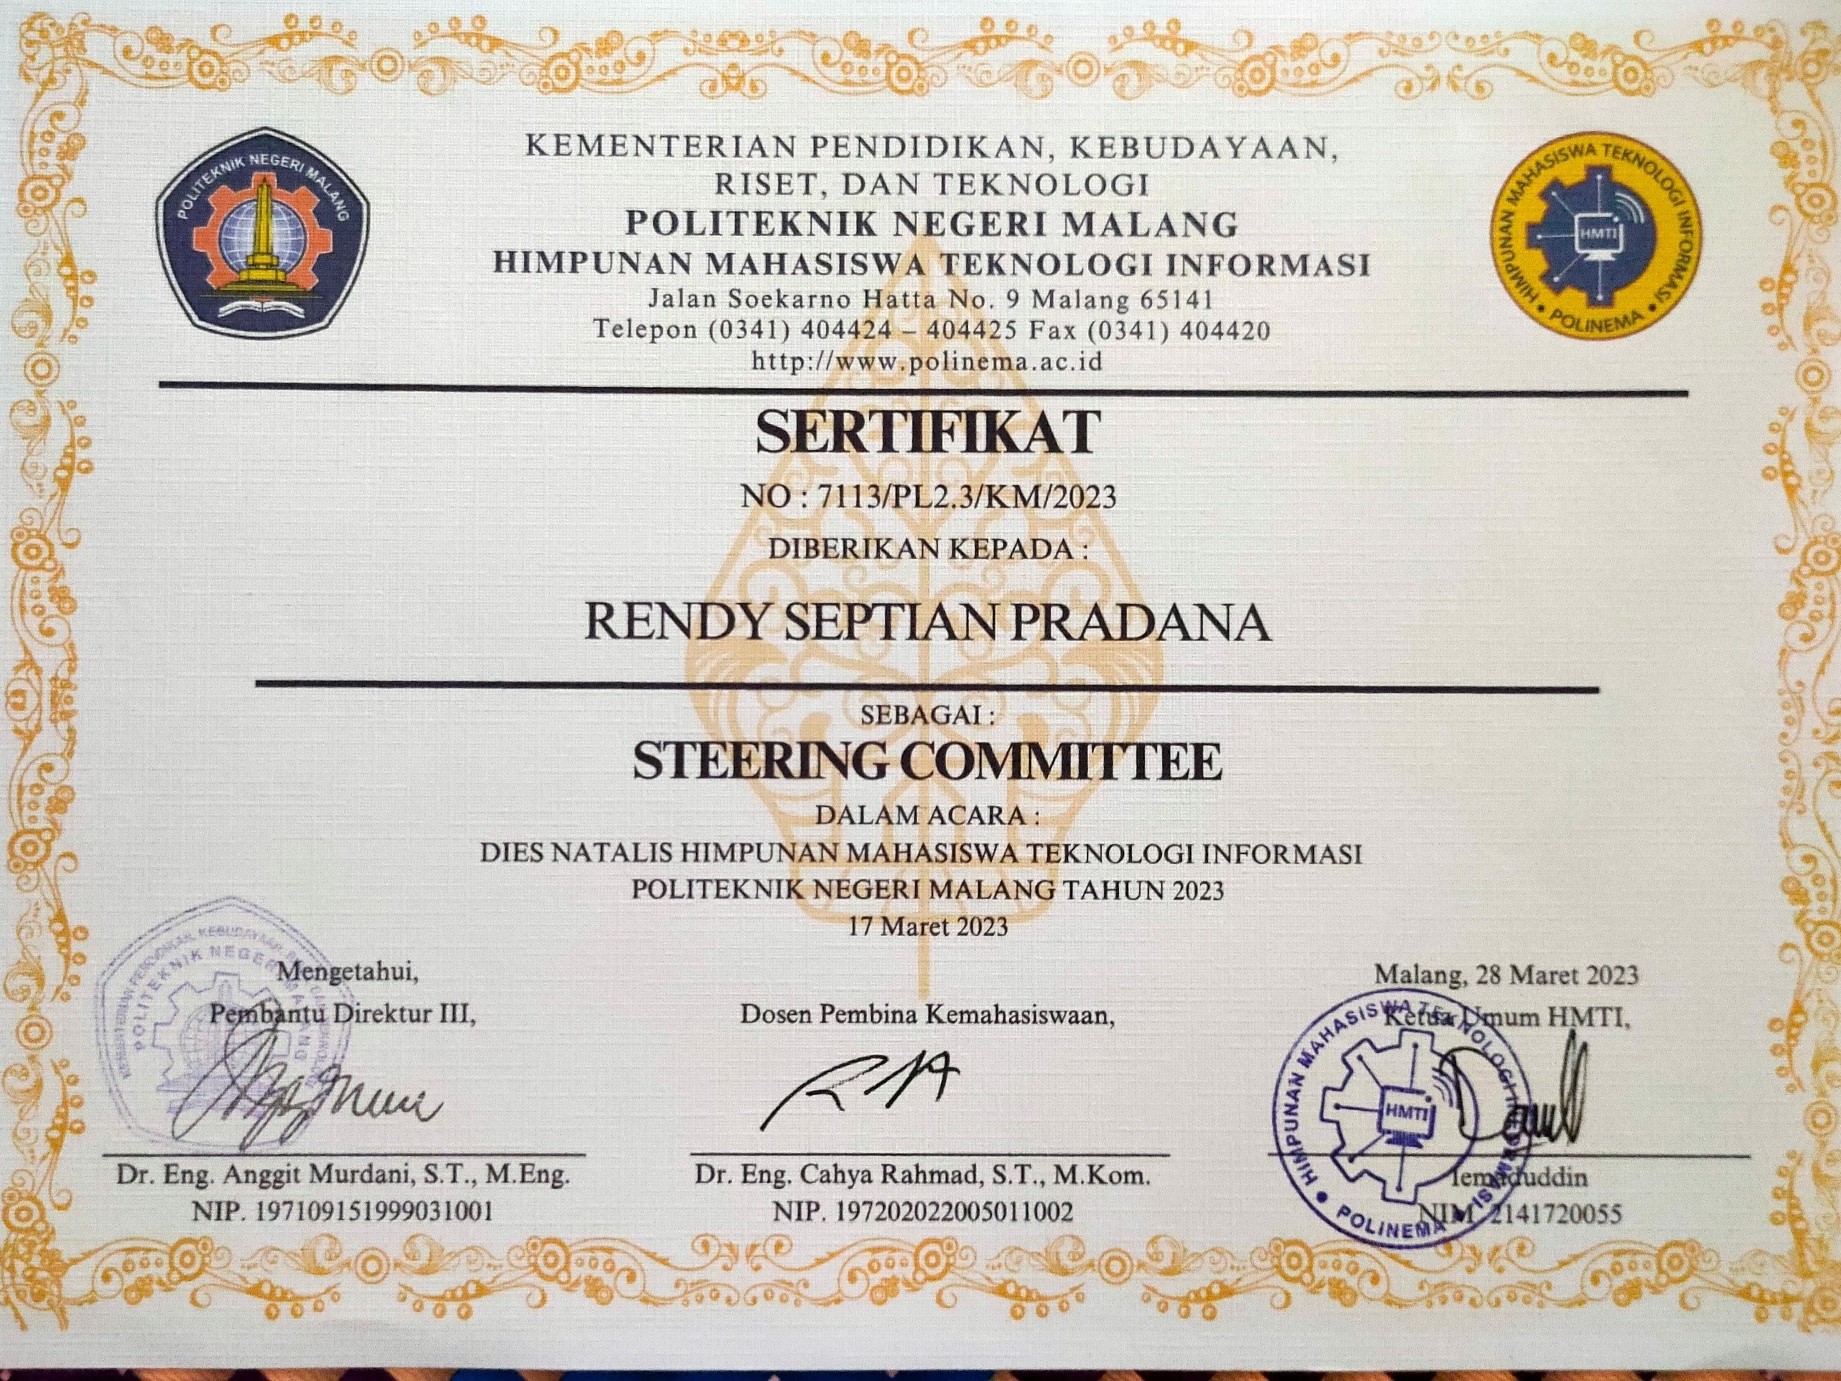 POLITEKNIK NEGERI MALANG
KEMENTERIAN PENDIDIKAN, KEBUDAYAAN,
RISET, DAN TEKNOLOGI
POLITEKNIK NEGERI MALANG
HIMPUNAN MAHASISWA TEKNOLOGI INFORMASI
Jalan Soekarno Hatta No. 9 Malang 65141
Telepon (0341) 404424 – 404425 Fax (0341) 404420
http://www.polinema.ac.id
HIMPUNAN MAHASISWA TEKNOLOGI INFORMASI
HMTI
POLINEMA
SERTIFIKAT
NO : 7113/PL2.3/KM/2023
DIBERIKAN KEPADA :
RENDY SEPTIAN PRADANA
SEBAGAI :
STEERING COMMITTEE
DALAM ACARA :
DIES NATALIS HIMPUNAN MAHASISWA TEKNOLOGI INFORMASI
POLITEKNIK NEGERI MALANG TAHUN 2023
17 Maret 2023
Mengetahui,
Pembantu Direktur III,
POLITEKNIK NEGERI MALANG
Dr. Eng. Anggit Murdani, S.T., M.Eng.
NIP. 197109151999031001
Dosen Pembina Kemahasiswaan,
Dr. Eng. Cahya Rahmad, S.T., M.Kom.
NIP. 197202022005011002
Malang, 28 Maret 2023
Ketua Umum HMTI,
HIMPUNAN MAHASISWA TEKNOLOGI INFORMASI
HMTI
POLINEMA
NIM 2141720055